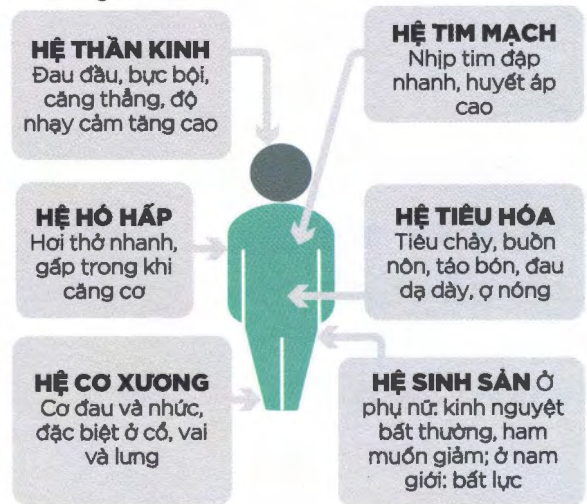 HỆ THẦN KINH
Đau đầu, bực bội,
căng thẳng, độ
nhạy cảm tăng cao
HỆ TIM MẠCH
Nhịp tim đập
nhanh, huyết áp
cao
HỆ HÔ HẤP
Hơi thở nhanh,
gấp trong khi
căng cơ
HỆ TIÊU HÓA
Tiêu chảy, buồn
nôn, táo bón, đau
dạ dày, ợ nóng
HỆ CƠ XƯƠNG
Cơ đau và nhức,
đặc biệt ở cổ, vai
và lưng
HỆ SINH SẢN Ở
phụ nữ: kinh nguyệt
bất thường, ham
muốn giảm; ở nam
giới: bất lực